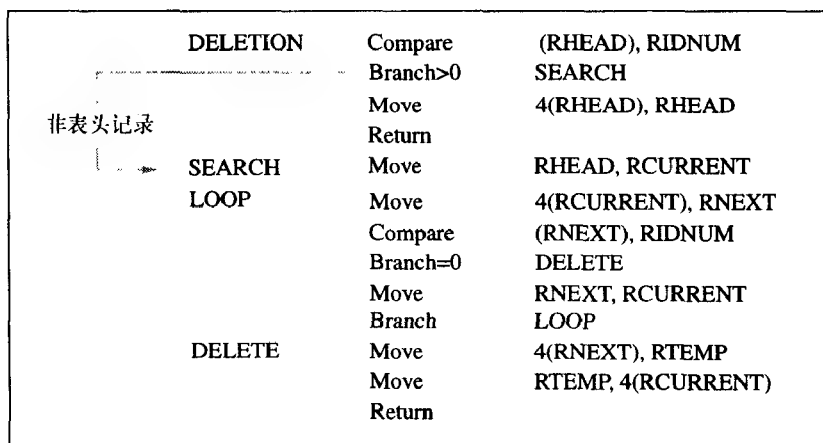 DELETION Compare (RHEAD), RIDNUM
Branch>0 SEARCH
Move 4(RHEAD), RHEAD
非表头记录
Return
SEARCH Move RHEAD, RCURRENT
LOOP Move 4(RCURRENT), RNEXT
Compare (RNEXT), RIDNUM
Branch=0 DELETE
Move RNEXT, RCURRENT
Branch LOOP
DELETE Move 4(RNEXT), RTEMP
Move RTEMP, 4(RCURRENT)
Return